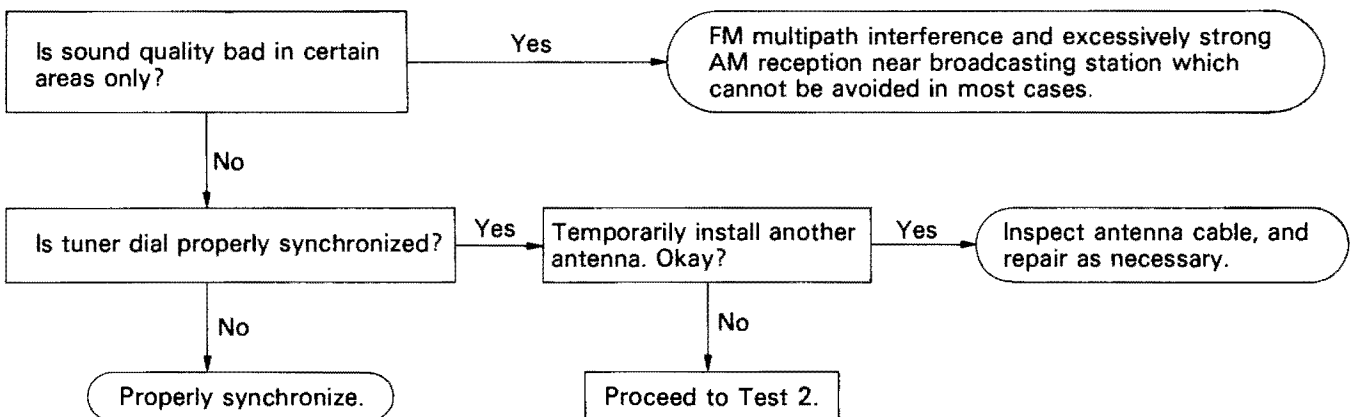 Is sound quality bad in certain
areas only?
Yes
FM multipath interference and excessively strong
AM reception near broadcasting station which
cannot be avoided in most cases.
No
Is tuner dial properly synchronized?
Yes
Temporarily install another
antenna. Okay?
Yes
Inspect antenna cable, and
repair as necessary.
No
No
Properly synchronize.
Proceed to Test 2.